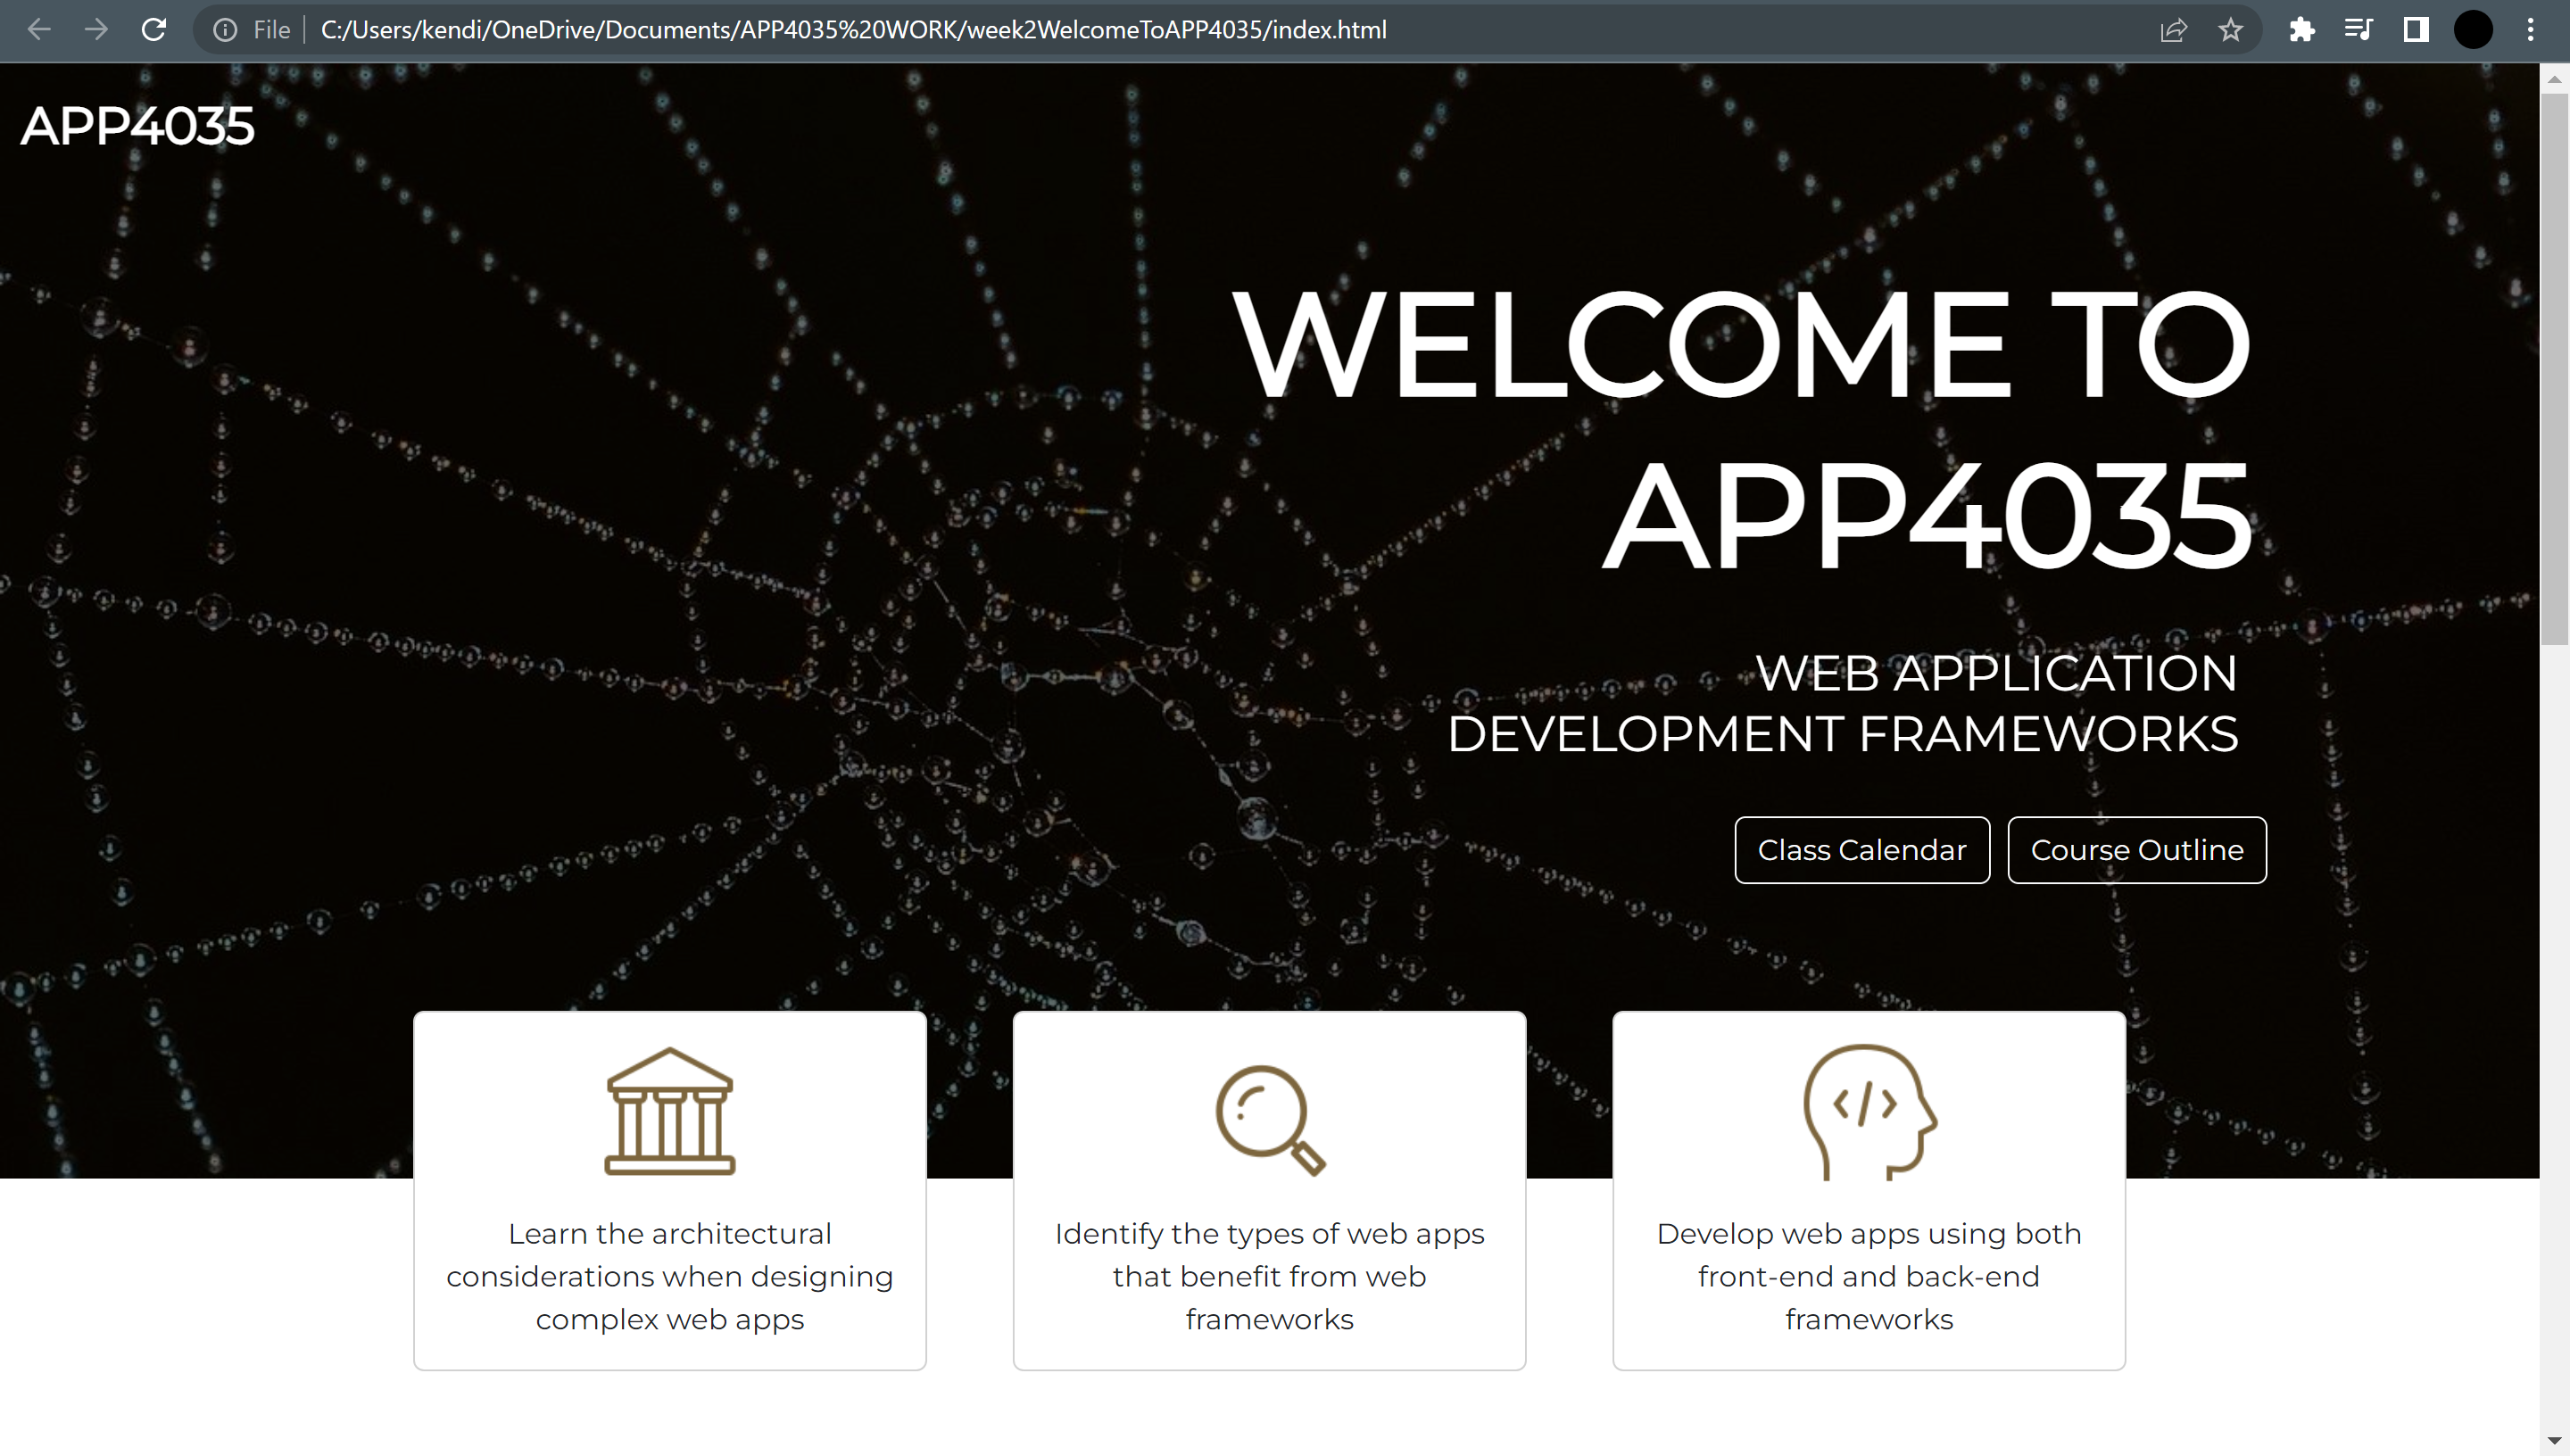 File
C:/Users/kendi/OneDrive/Documents/APP4035%20WORK/week2WelcomeToAPP4035/index.html
APP4035
WELCOME TO
APP4035
WEB APPLICATION
DEVELOPMENT FRAMEWORKS
Class Calendar
Course Outline
</>
Learn the architectural
considerations when designing
complex web apps
Identify the types of web apps
that benefit from web
frameworks
Develop web apps using both
front-end and back-end
frameworks